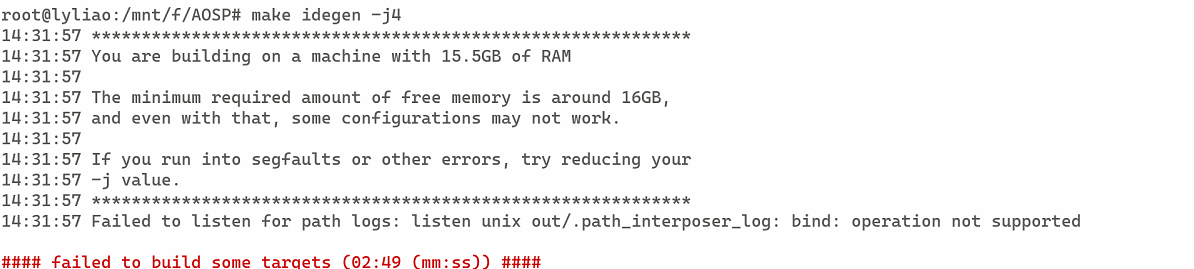 root@lyliao:/mnt/f/AOSP# make idegen -j4
14:31:57 ************************************************************
14:31:57 You are building on a machine with 15.5GB of RAM
14:31:57
14:31:57 The minimum required amount of free memory is around 16GB,
14:31:57 and even with that, some configurations may not work.
14:31:57
14:31:57 If you run into segfaults or other errors, try reducing your
14:31:57 -j value.
14:31:57 ************************************************************
14:31:57 Failed to listen for path logs: listen unix out/.path_interposer_log: bind: operation not supported
#### failed to build some targets (02:49 (mm:ss)) ####